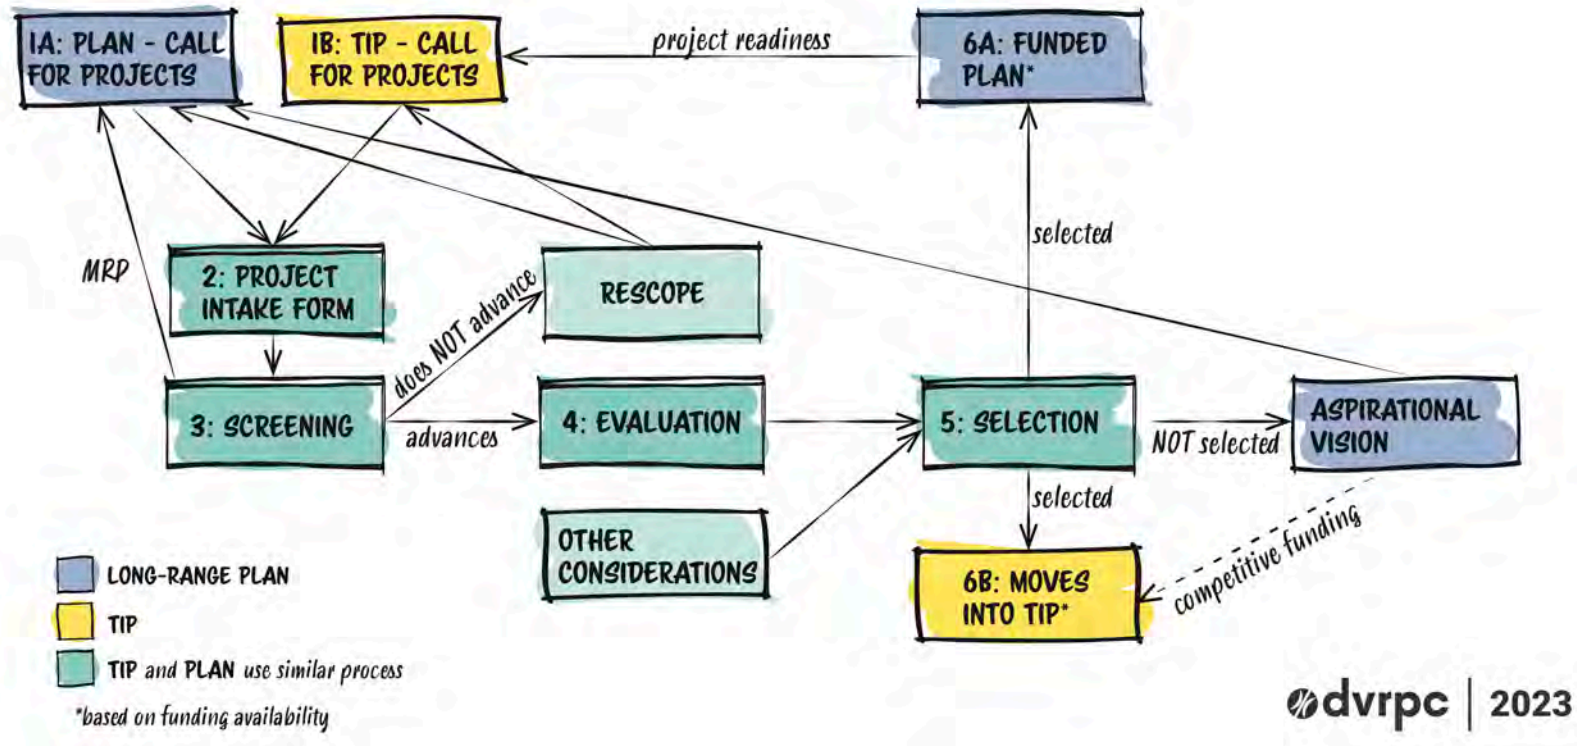 1A: PLAN - CALL
FOR PROJECTS
1B: TIP - CALL
FOR PROJECTS
project readiness
6A: FUNDED
PLAN*
MRP
2: PROJECT
INTAKE FORM
does NOT advance
RESCOPE
selected
3: SCREENING
advances
4: EVALUATION
5: SELECTION
NOT selected
ASPIRATIONAL
VISION
selected
OTHER
CONSIDERATIONS
6B: MOVES
INTO TIP*
competitive funding
LONG-RANGE PLAN
TIP
TIP and PLAN use similar process
*based on funding availability
dvrpc | 2023